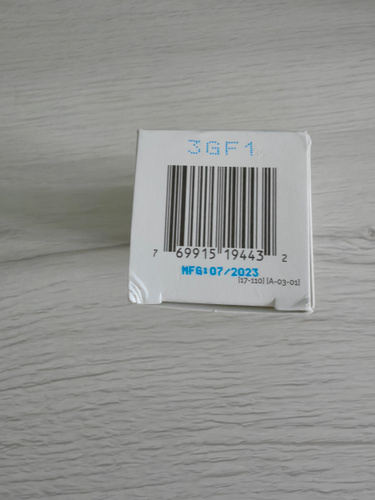 3GF1
7 69915 19443 2
MFG:07/2023
[17-110] [A-03-01]